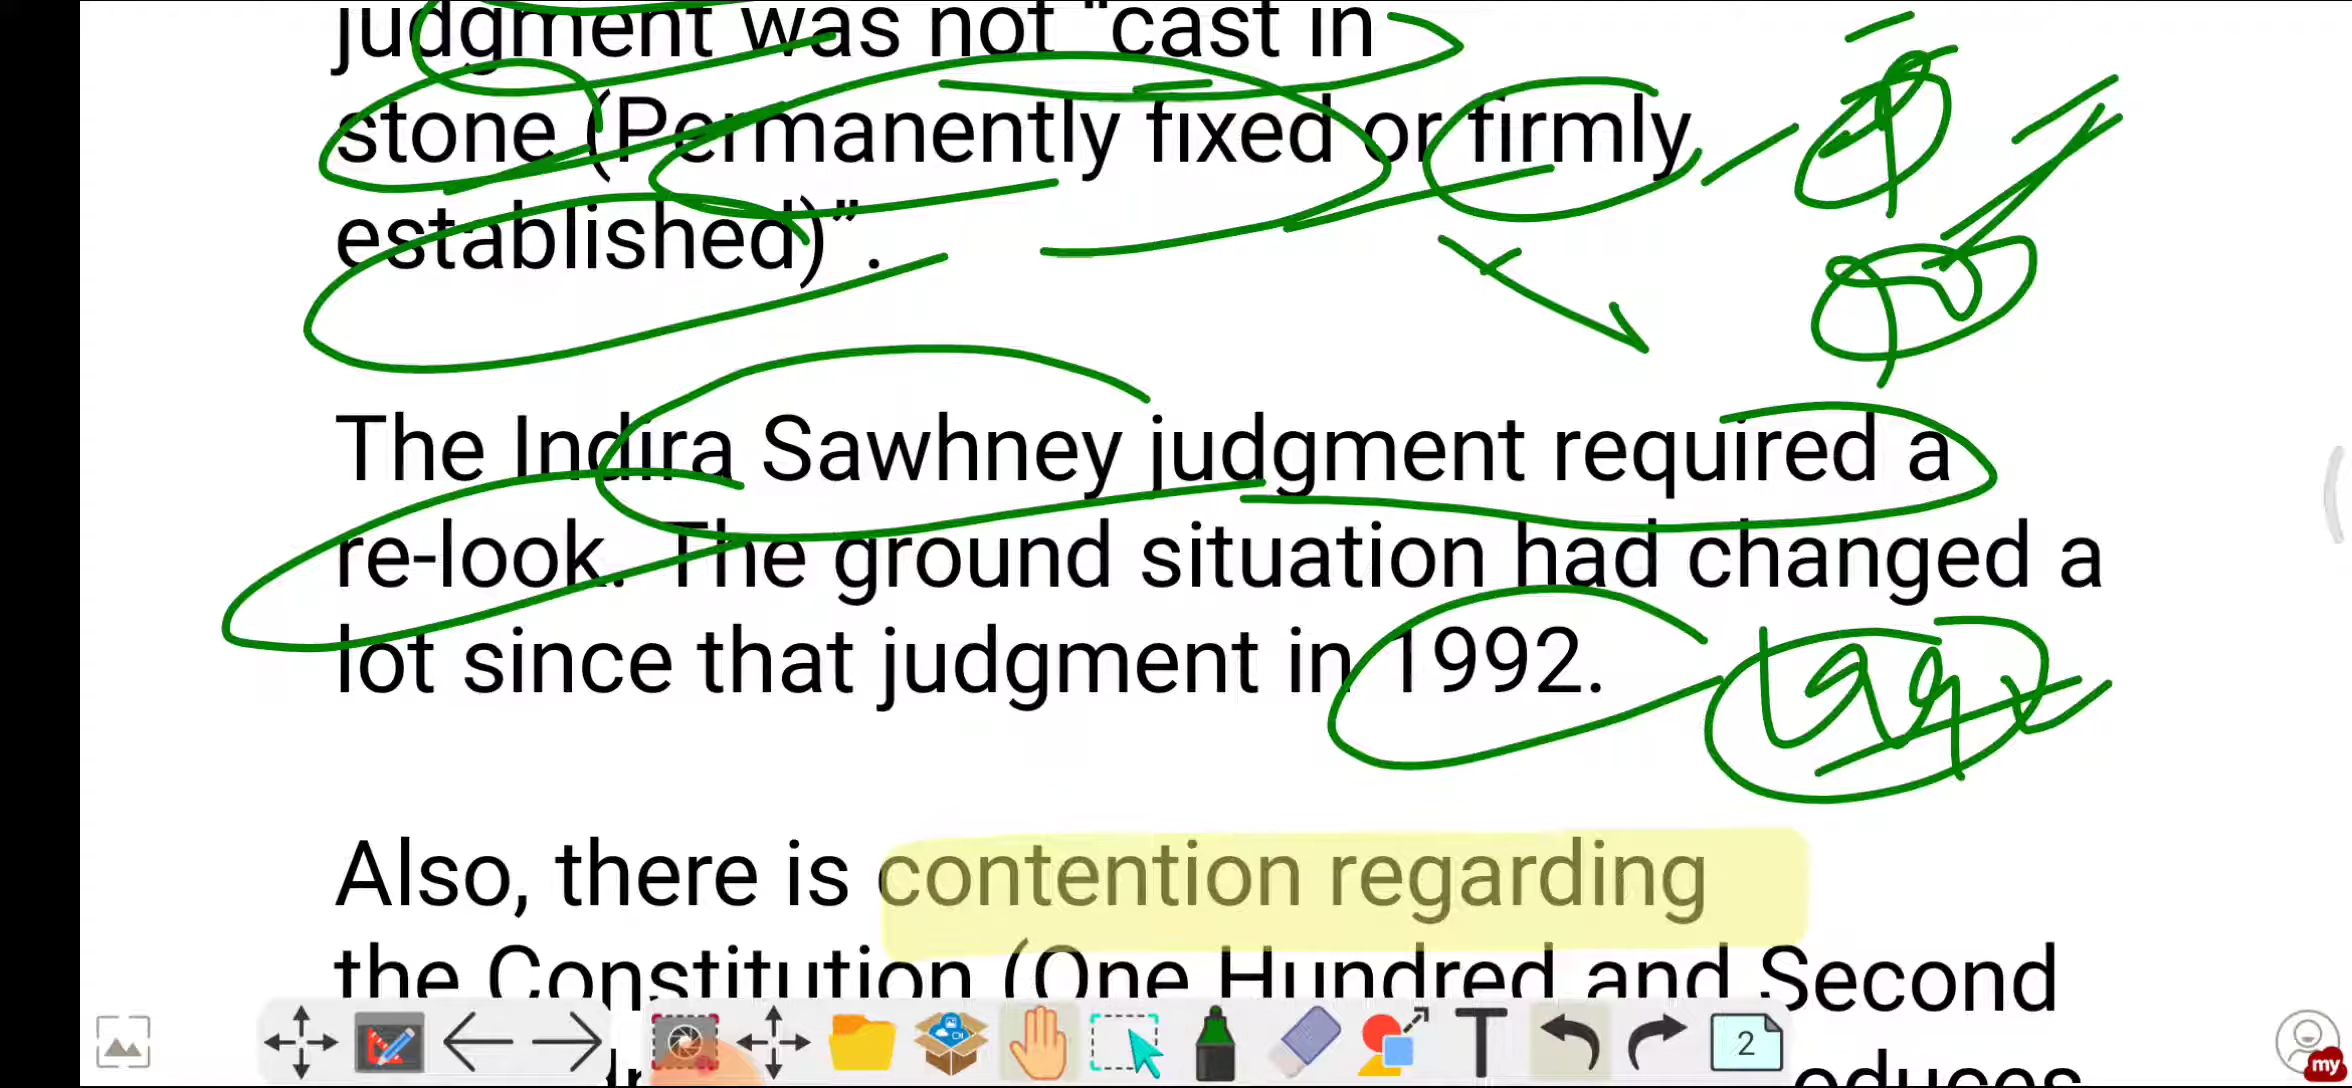 judgment was not "cast in
stone (Permanently fixed or firmly
established)".
The Indira Sawhney judgment required a
re-look. The ground situation had changed a
lot since that judgment in 1992.
Also, there is contention regarding
the Constitution (One Hundred and Second
2
my